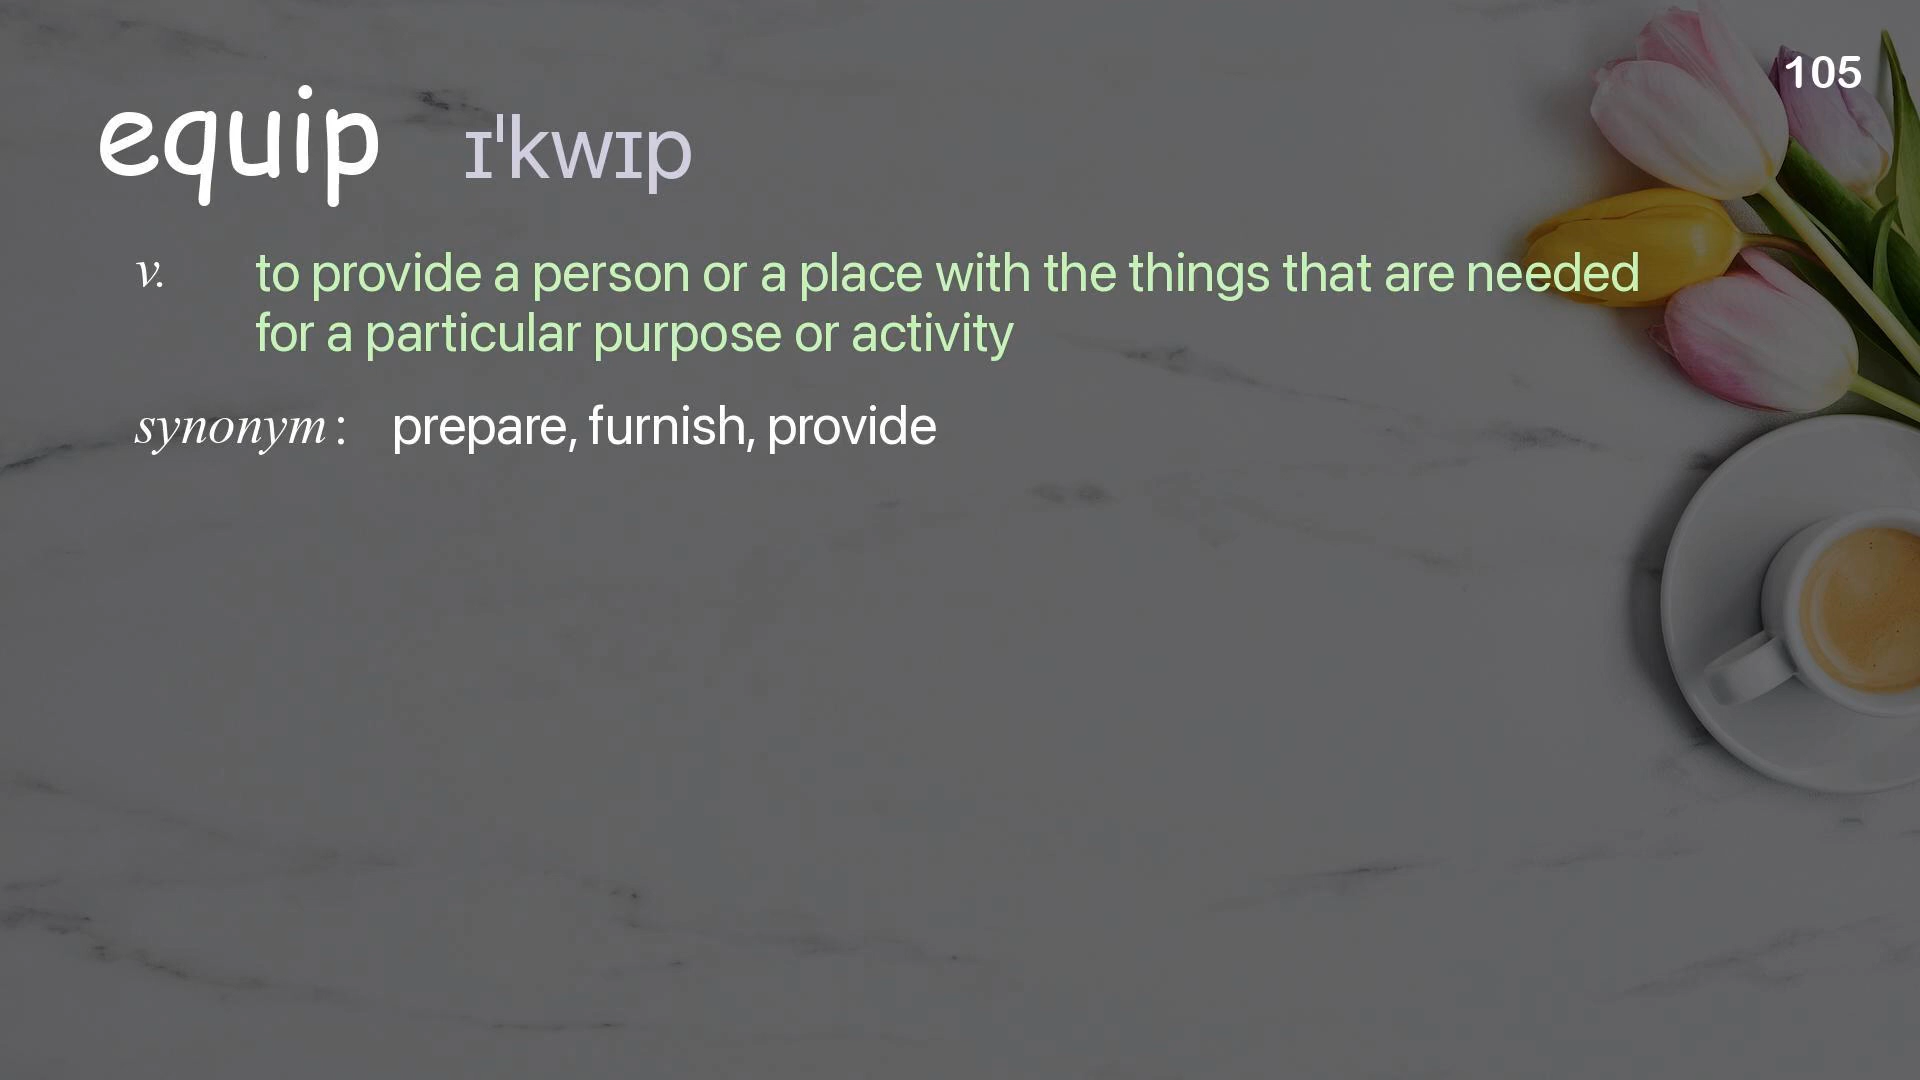 105
equip ɪˈkwɪp
v. to provide a person or a place with the things that are needed
for a particular purpose or activity
synonym: prepare, furnish, provide